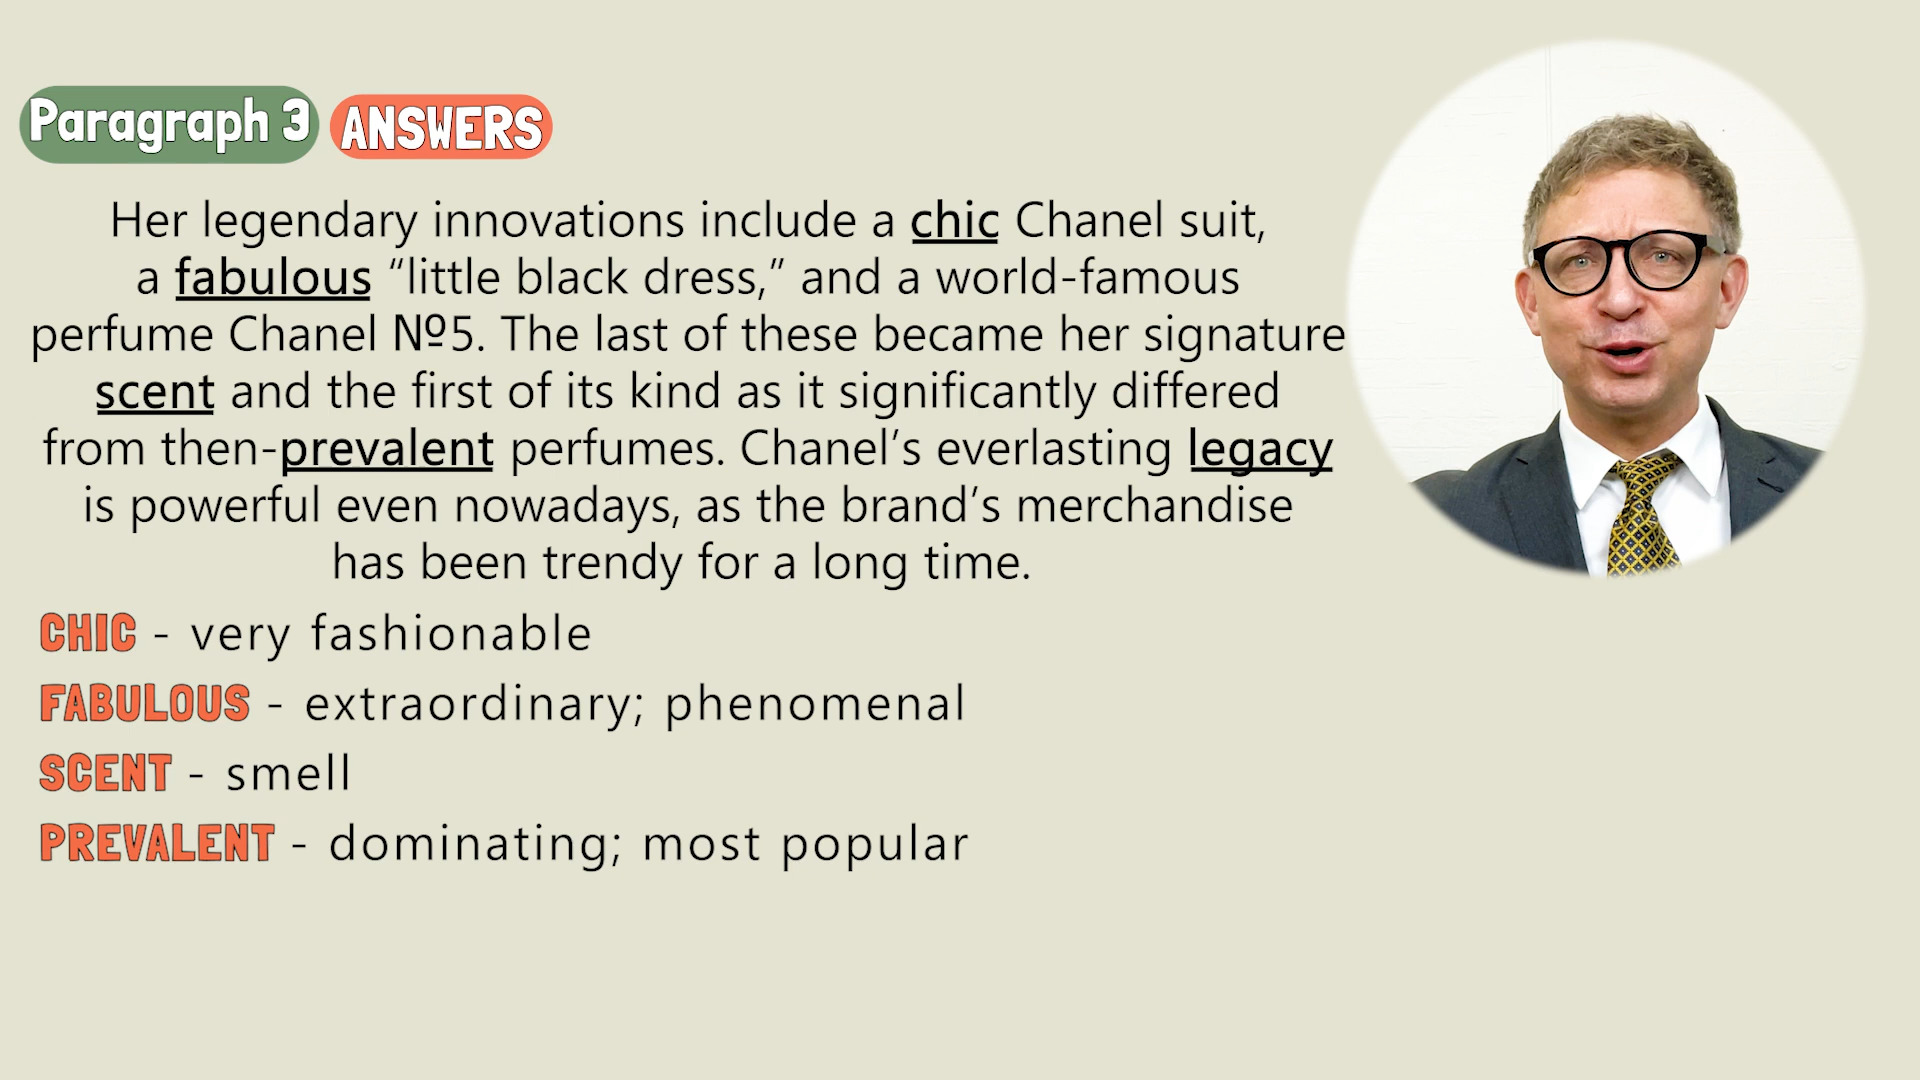 Paragraph 3 ANSWERS
Her legendary innovations include a chic Chanel suit,
a fabulous “little black dress,” and a world-famous
perfume Chanel №5. The last of these became her signature
scent and the first of its kind as it significantly differed
from then-prevalent perfumes. Chanel’s everlasting legacy
is powerful even nowadays, as the brand’s merchandise
has been trendy for a long time.
CHIC - very fashionable
FABULOUS - extraordinary; phenomenal
SCENT - smell
PREVALENT - dominating; most popular